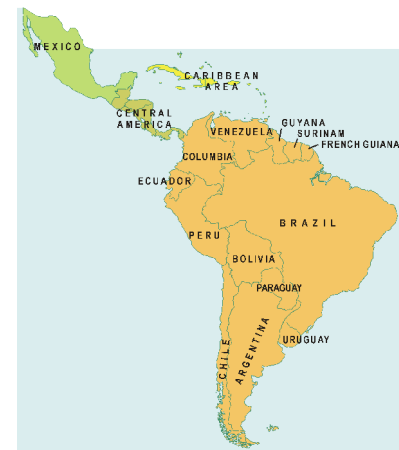 MEXICO
CARIBBEAN
AREA
CENTRAL
AMERICA
GUYANA
VENEZUELA
SURINAM
FRENCH GUIANA
COLUMBIA
ECUADOR
BRAZIL
PERU
BOLIVIA
PARAGUAY
CHILE
ARGENTINA
URUGUAY